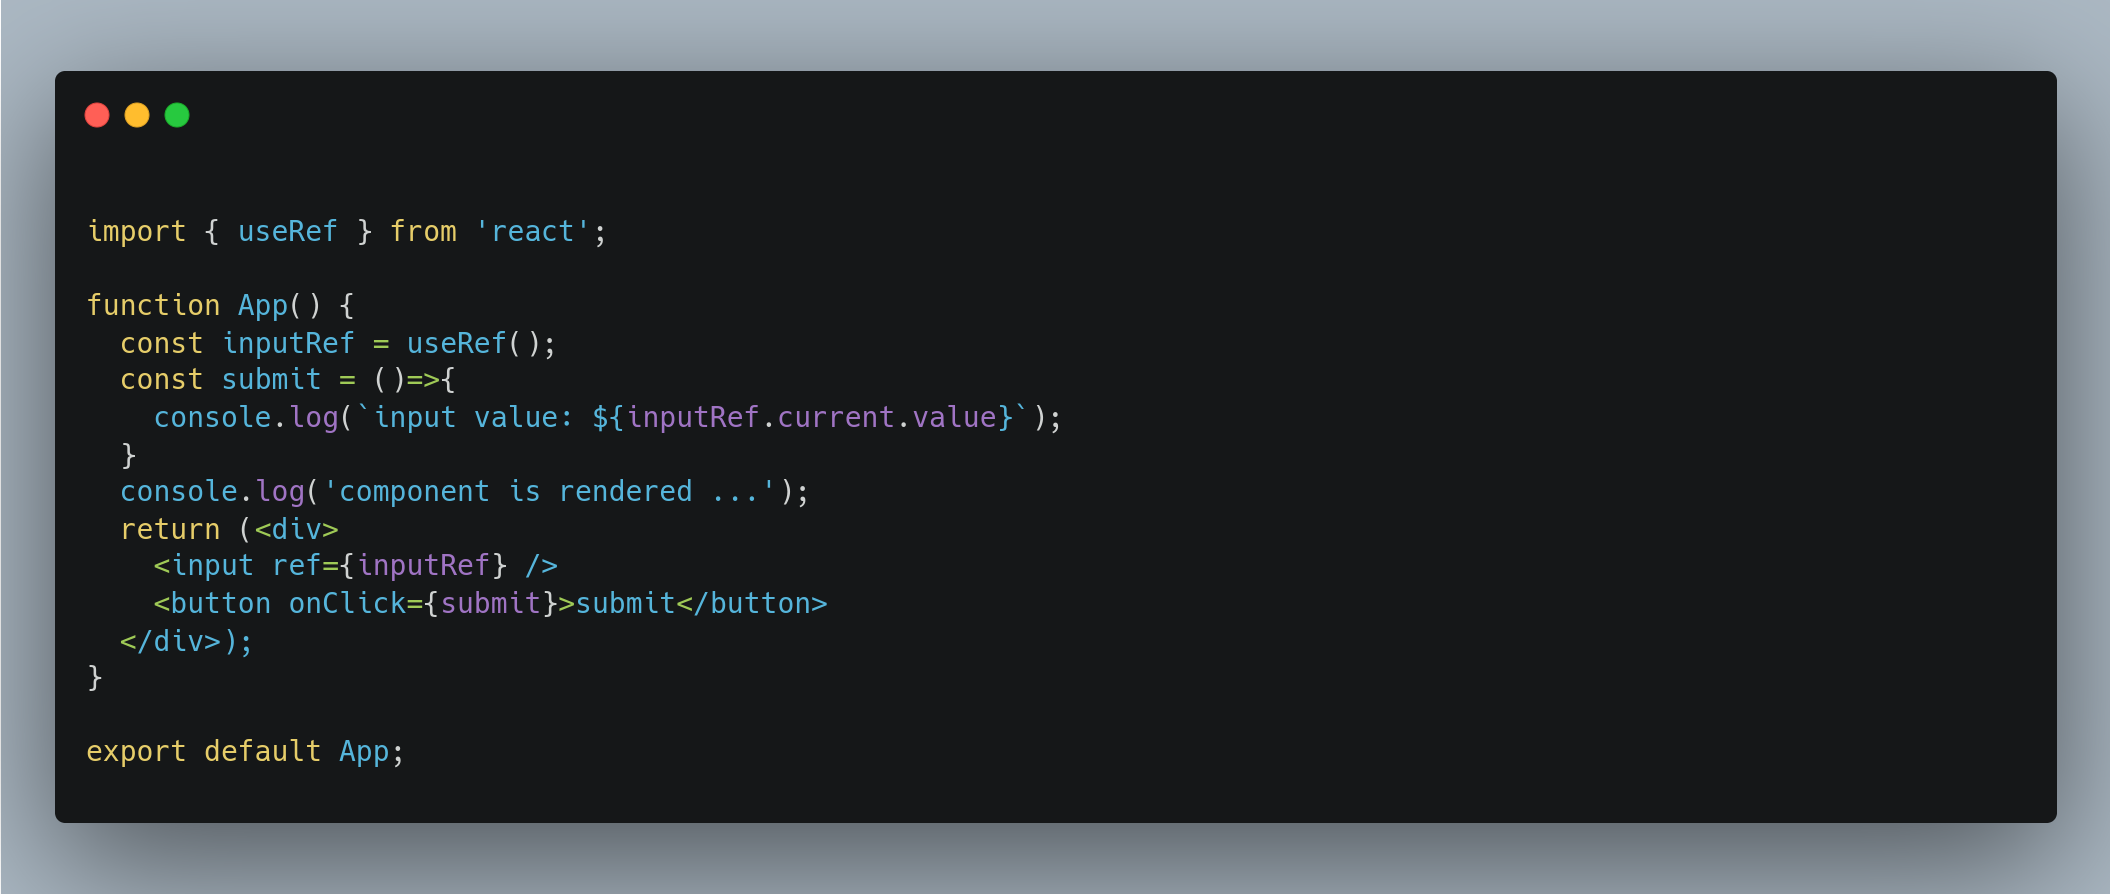 import { useRef } from 'react';
function App() {
  const inputRef = useRef();
  const submit = ()=>{
    console.log(`input value: ${inputRef.current.value}`);
  }
  console.log('component is rendered ...');
  return (<div>
    <input ref={inputRef} />
    <button onClick={submit}>submit</button>
  </div>);
}
export default App;